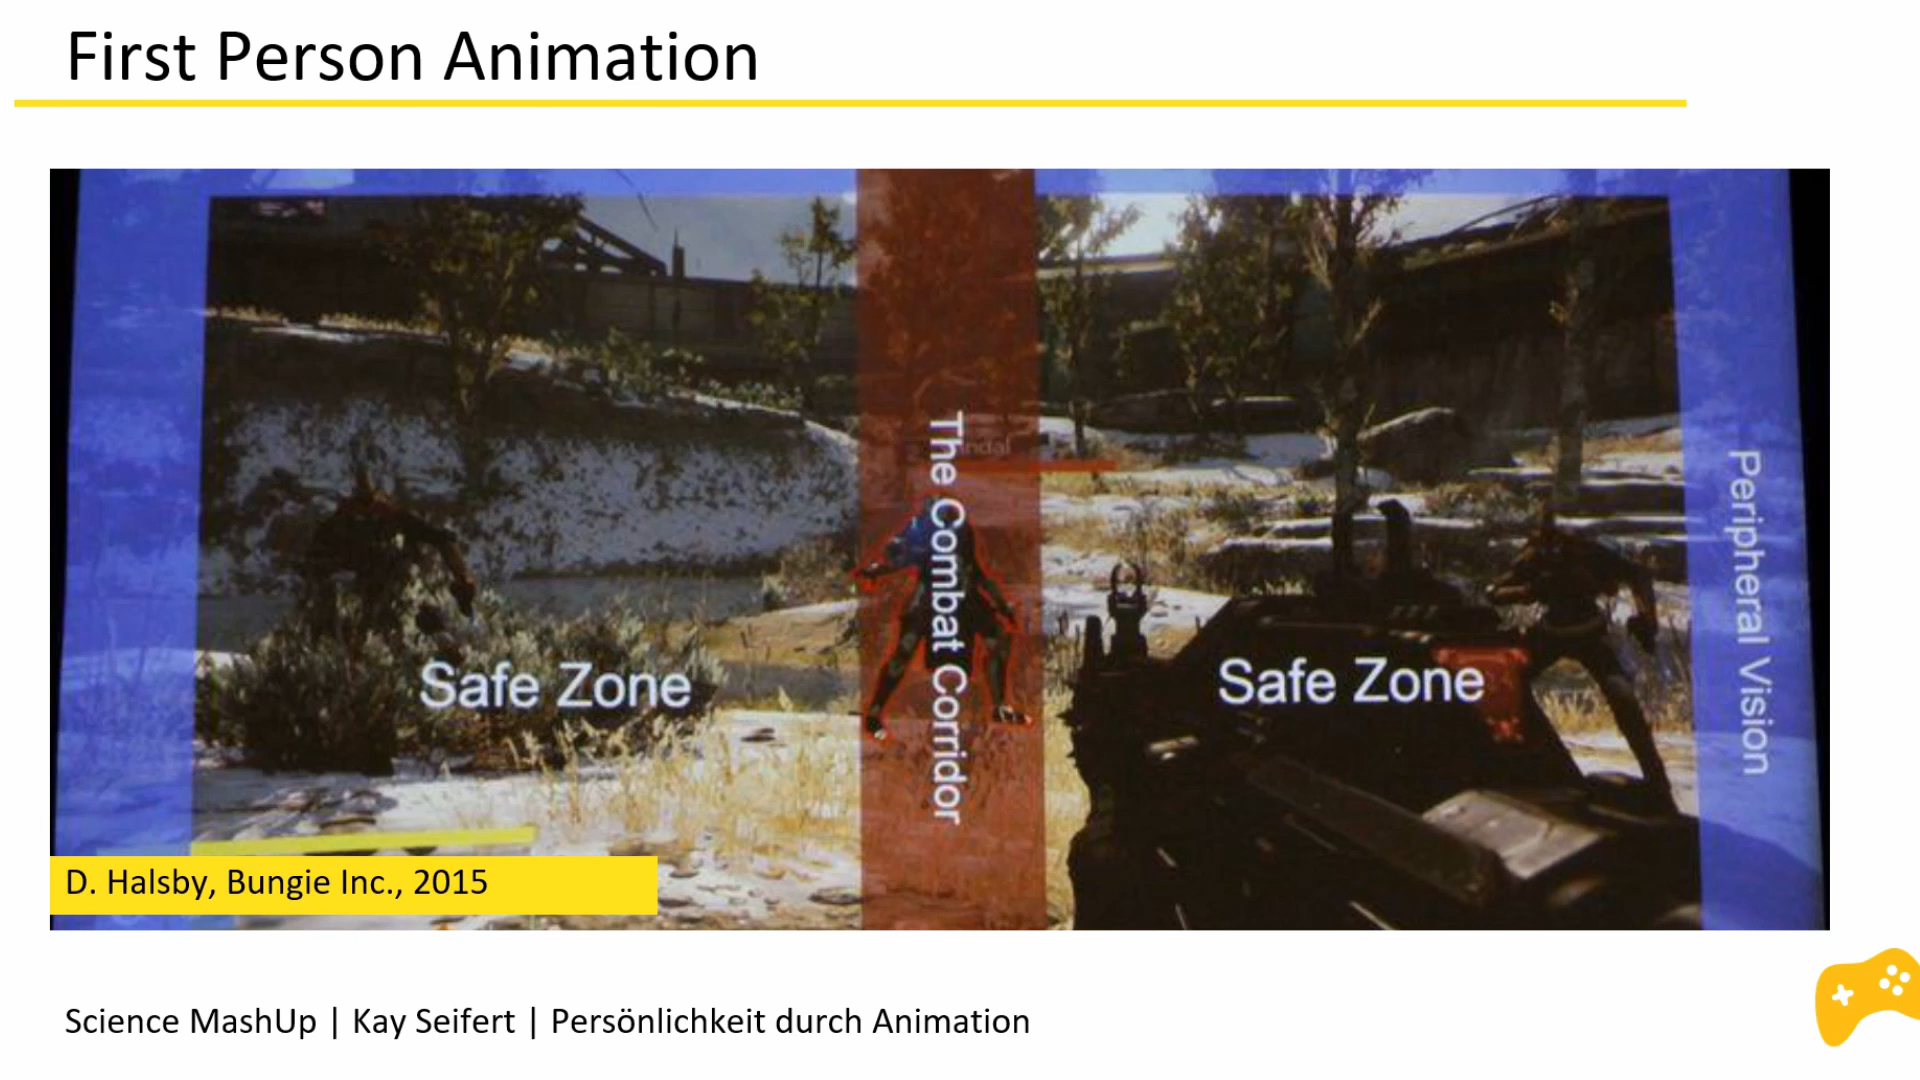 First Person Animation
The Combat Corridor
Safe Zone
Safe Zone
Peripheral Vision
D. Halsby, Bungie Inc., 2015
Science MashUp | Kay Seifert | Persönlichkeit durch Animation